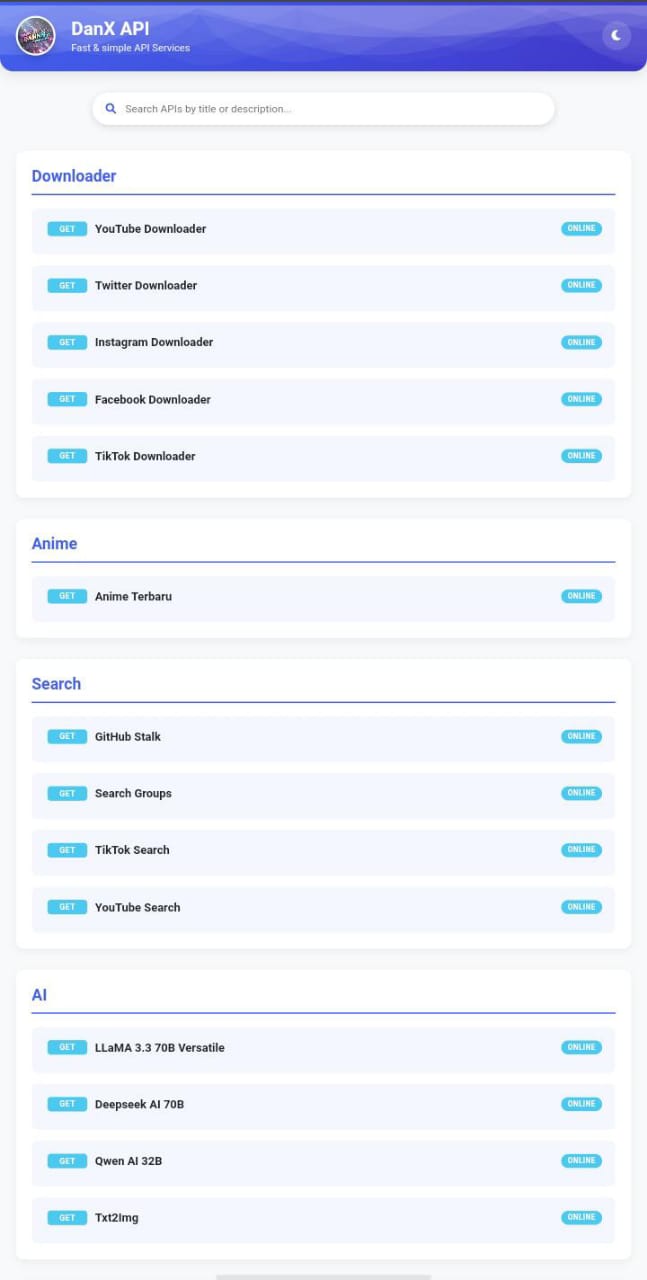 DanX API
Fast & simple API Services
Search APIs by title or description...
Downloader
GET YouTube Downloader ONLINE
GET Twitter Downloader ONLINE
GET Instagram Downloader ONLINE
GET Facebook Downloader ONLINE
GET TikTok Downloader ONLINE
Anime
GET Anime Terbaru ONLINE
Search
GET GitHub Stalk ONLINE
GET Search Groups ONLINE
GET TikTok Search ONLINE
GET YouTube Search ONLINE
AI
GET LLaMA 3.3 70B Versatile ONLINE
GET Deepseek AI 70B ONLINE
GET Qwen AI 32B ONLINE
GET Txt2Img ONLINE